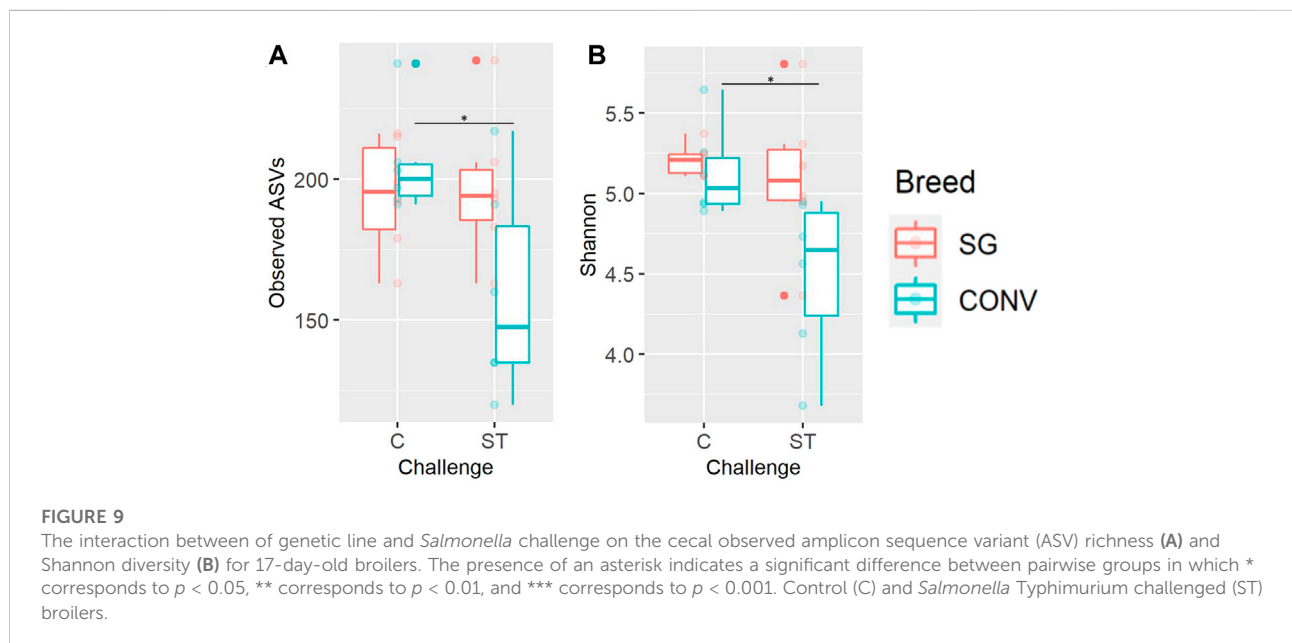 A
Observed ASVs
200
150
*
C
ST
Challenge
B
Shannon
5.5
5.0
4.5
4.0
*
C
ST
Challenge
Breed
SG
CONV
FIGURE 9
The interaction between of genetic line and Salmonella challenge on the cecal observed amplicon sequence variant (ASV) richness (A) and
Shannon diversity (B) for 17-day-old broilers. The presence of an asterisk indicates a significant difference between pairwise groups in which *
corresponds to p < 0.05, ** corresponds to p < 0.01, and *** corresponds to p < 0.001. Control (C) and Salmonella Typhimurium challenged (ST)
broilers.